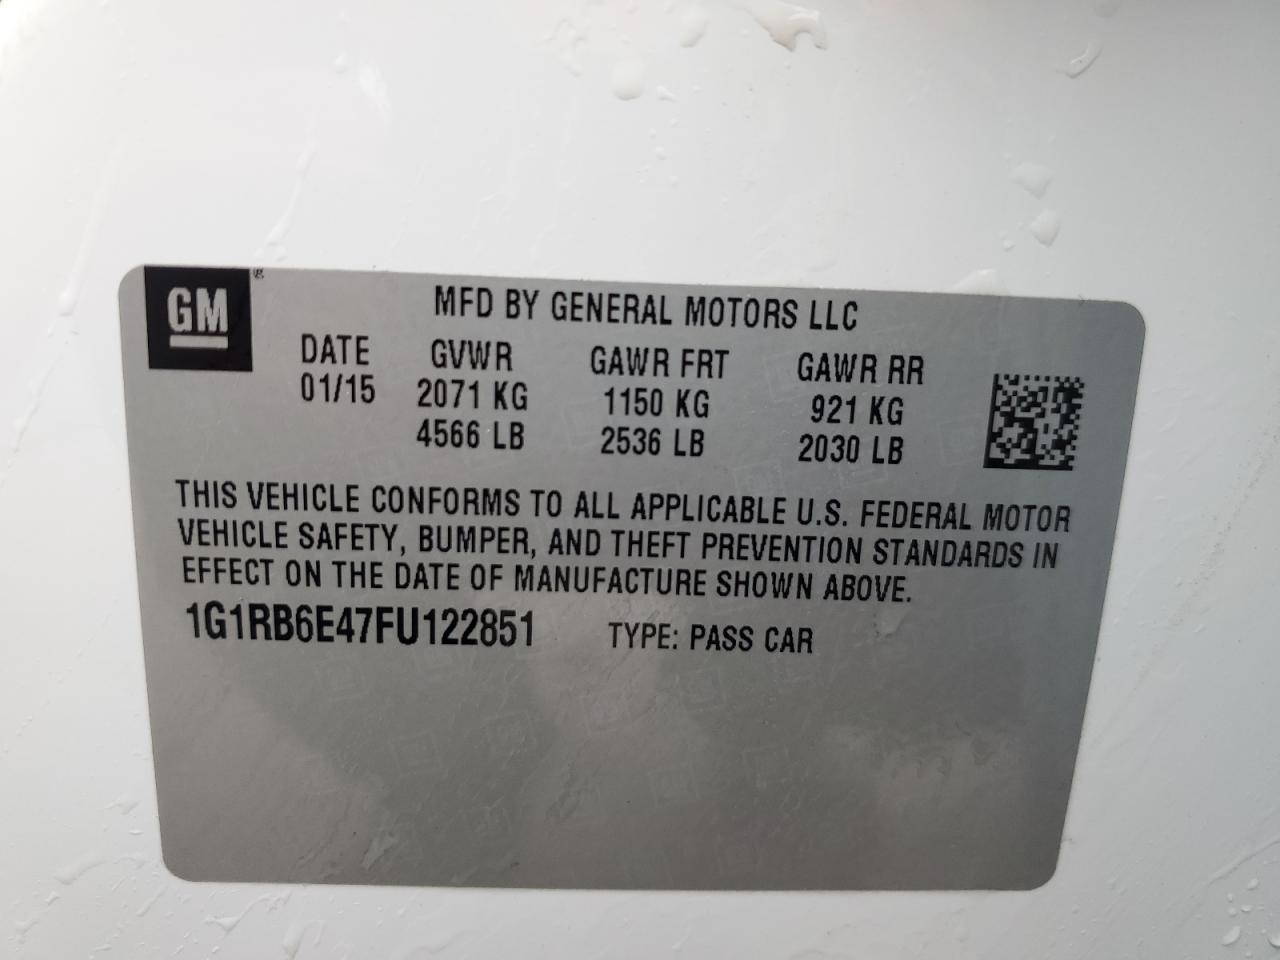 GM
MFD BY GENERAL MOTORS LLC
DATE GVWR GAWR FRT GAWR RR
01/15 2071 KG 1150 KG 921 KG
4566 LB 2536 LB 2030 LB
THIS VEHICLE CONFORMS TO ALL APPLICABLE U.S. FEDERAL MOTOR
VEHICLE SAFETY, BUMPER, AND THEFT PREVENTION STANDARDS IN
EFFECT ON THE DATE OF MANUFACTURE SHOWN ABOVE.
1G1RB6E47FU122851 TYPE: PASS CAR